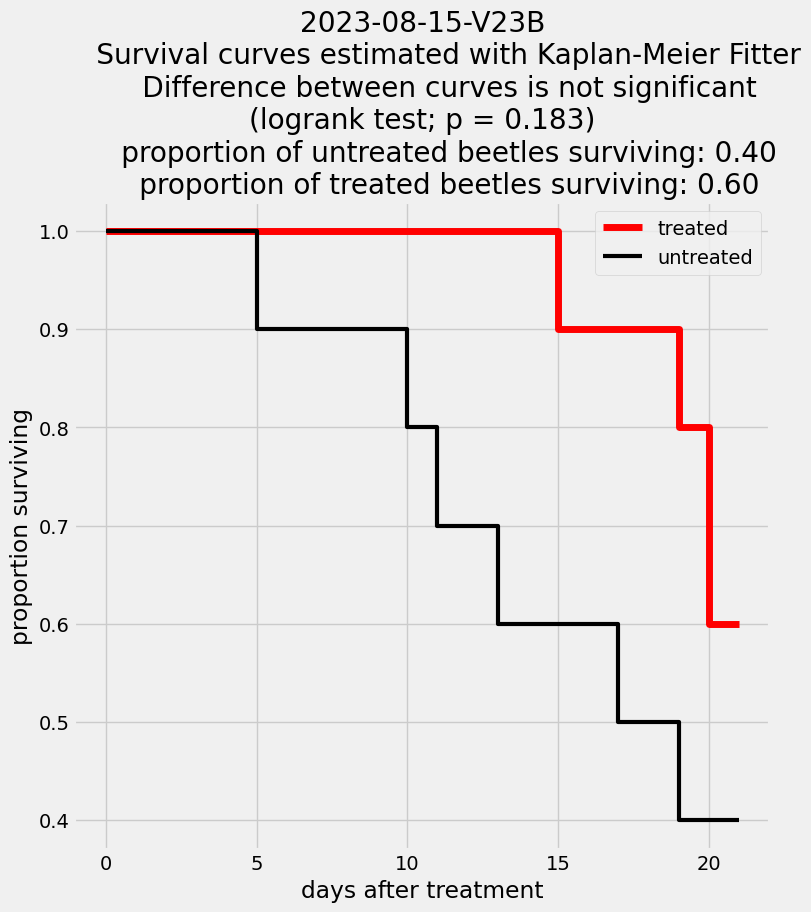 2023-08-15-V23B
Survival curves estimated with Kaplan-Meier Fitter
Difference between curves is not significant
(logrank test; p = 0.183)
proportion of untreated beetles surviving: 0.40
proportion of treated beetles surviving: 0.60
treated
untreated
1.0
0.9
0.8
0.7
0.6
0.5
0.4
proportion surviving
0 5 10 15 20
days after treatment